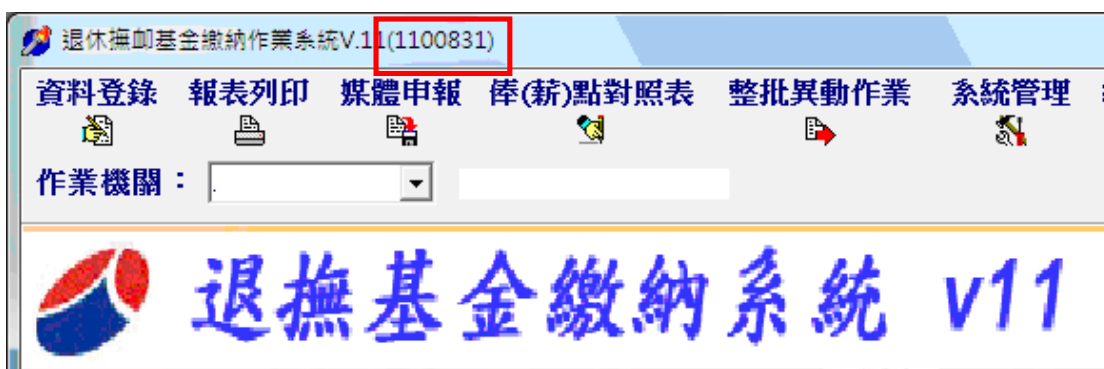 退休撫卹基金繳納作業系統V.11(1100831)
資料登錄 報表列印 媒體申報 俸(薪)點對照表 整批異動作業 系統管理
作業機關： .
退撫基金繳納系統 v11